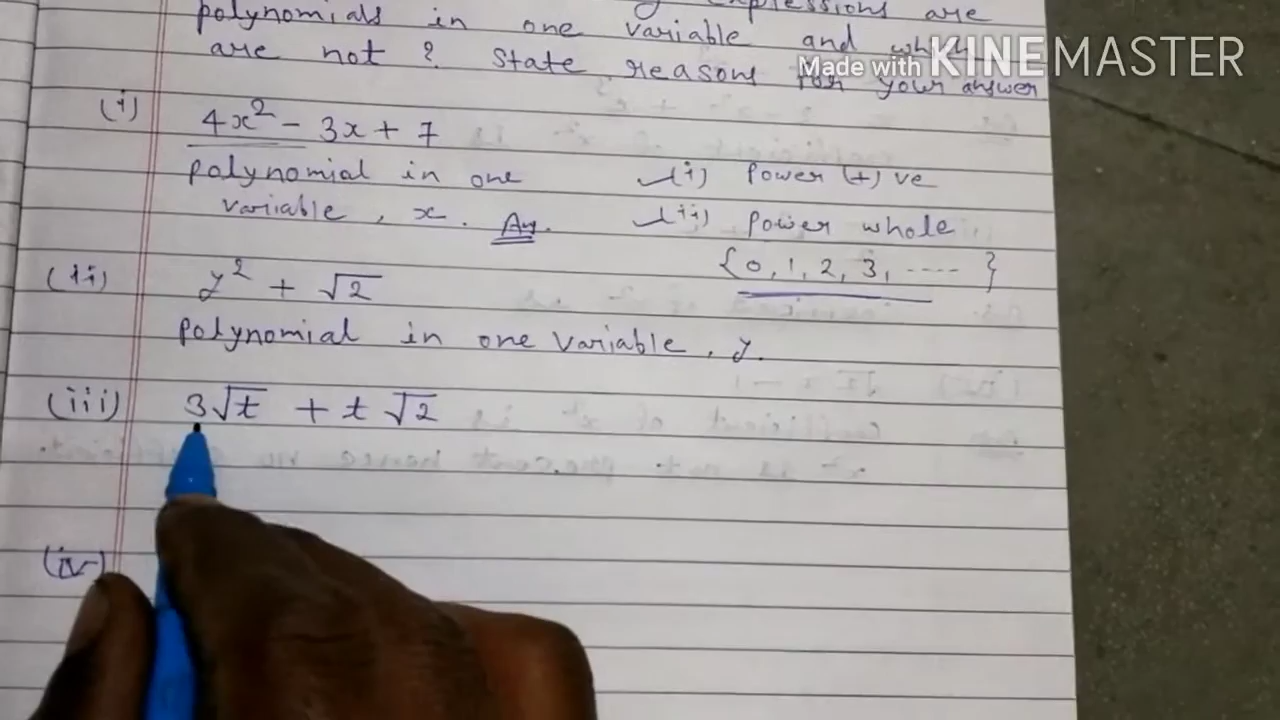 expressions are
polynomials in one variable and which
are not ? State reasons for your answer
Made with KINEMASTER
(i) 4x² - 3x + 7
polynomial in one (i) Power (+) ve
variable , x . Ans. (ii) Power whole
{0, 1, 2, 3, ---- }
(ii) y² + √2
Polynomial in one variable , y.
(iii) 3√t + t √2
(iv)